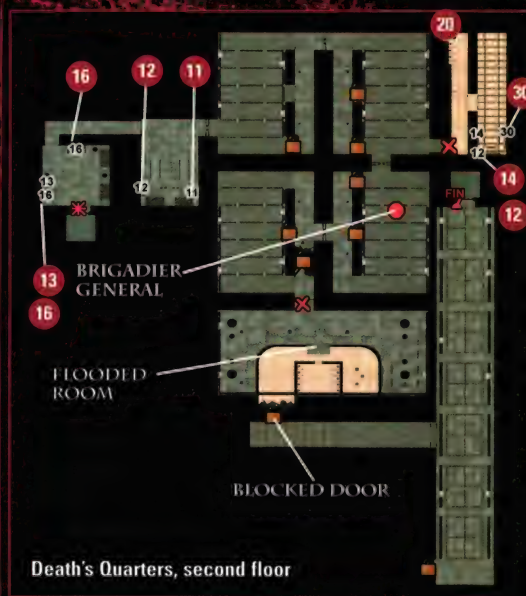 20
16
12
11
30
16
14
30
12
14
13
16
12
11
FIN
12
13
16
BRIGADIER
GENERAL
FLOODED
ROOM
BLOCKED DOOR
Death's Quarters, second floor